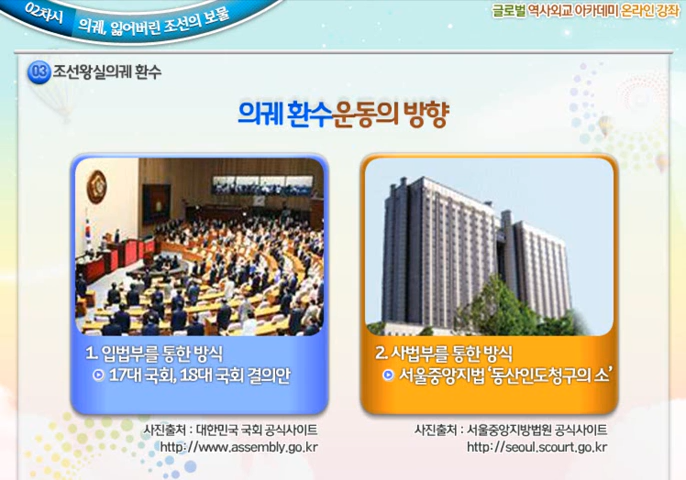 02차시
의궤, 잃어버린 조선의 보물
글로벌 역사외교 아카데미 온라인 강좌
03 조선왕실의궤 환수
의궤 환수운동의 방향
1. 입법부를 통한 방식
17대 국회, 18대 국회 결의안
사진출처 : 대한민국 국회 공식사이트
http://www.assembly.go.kr
2. 사법부를 통한 방식
서울중앙지법 '동산인도청구의 소'
사진출처 : 서울중앙지방법원 공식사이트
http://seoul.scourt.go.kr